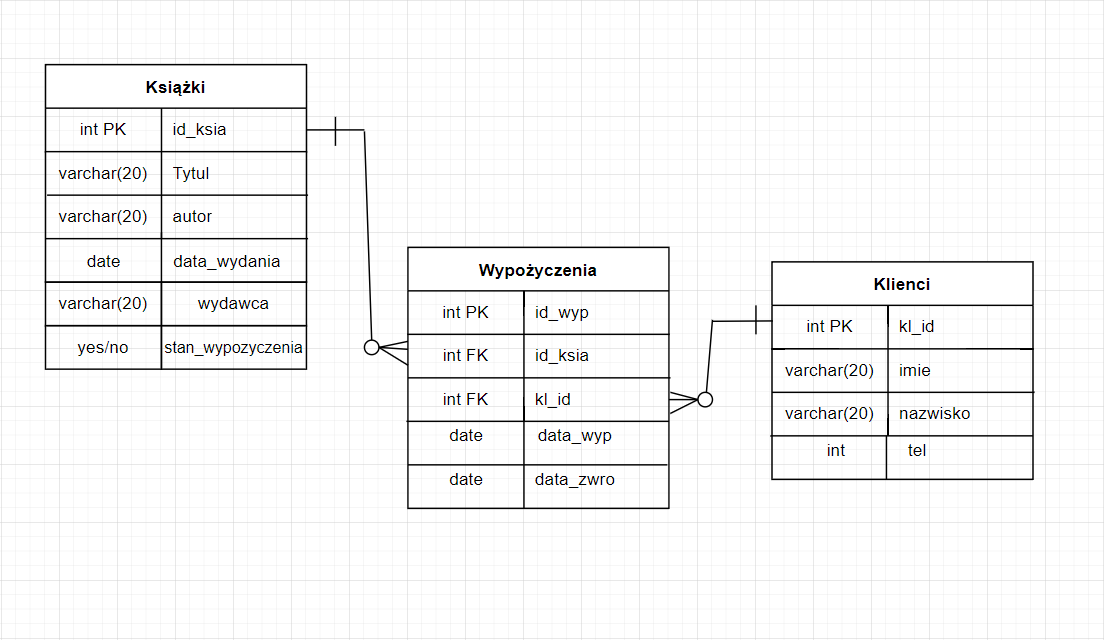 Książki
int PK id_ksia
varchar(20) Tytul
varchar(20) autor
date data_wydania
varchar(20) wydawca
yes/no stan_wypozyczenia
Wypożyczenia
int PK id_wyp
int FK id_ksia
int FK kl_id
date data_wyp
date data_zwro
Klienci
int PK kl_id
varchar(20) imie
varchar(20) nazwisko
int tel